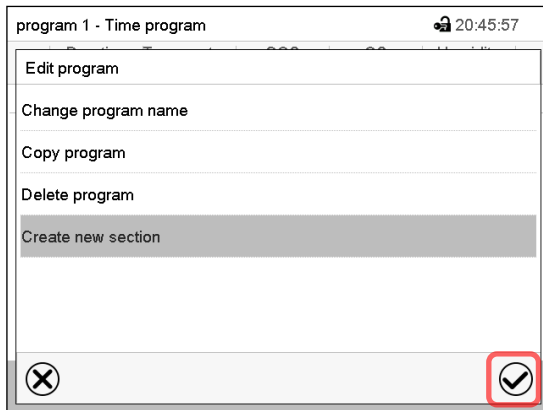 program 1 - Time program 20:45:57
Edit program
Change program name
Copy program
Delete program
Create new section